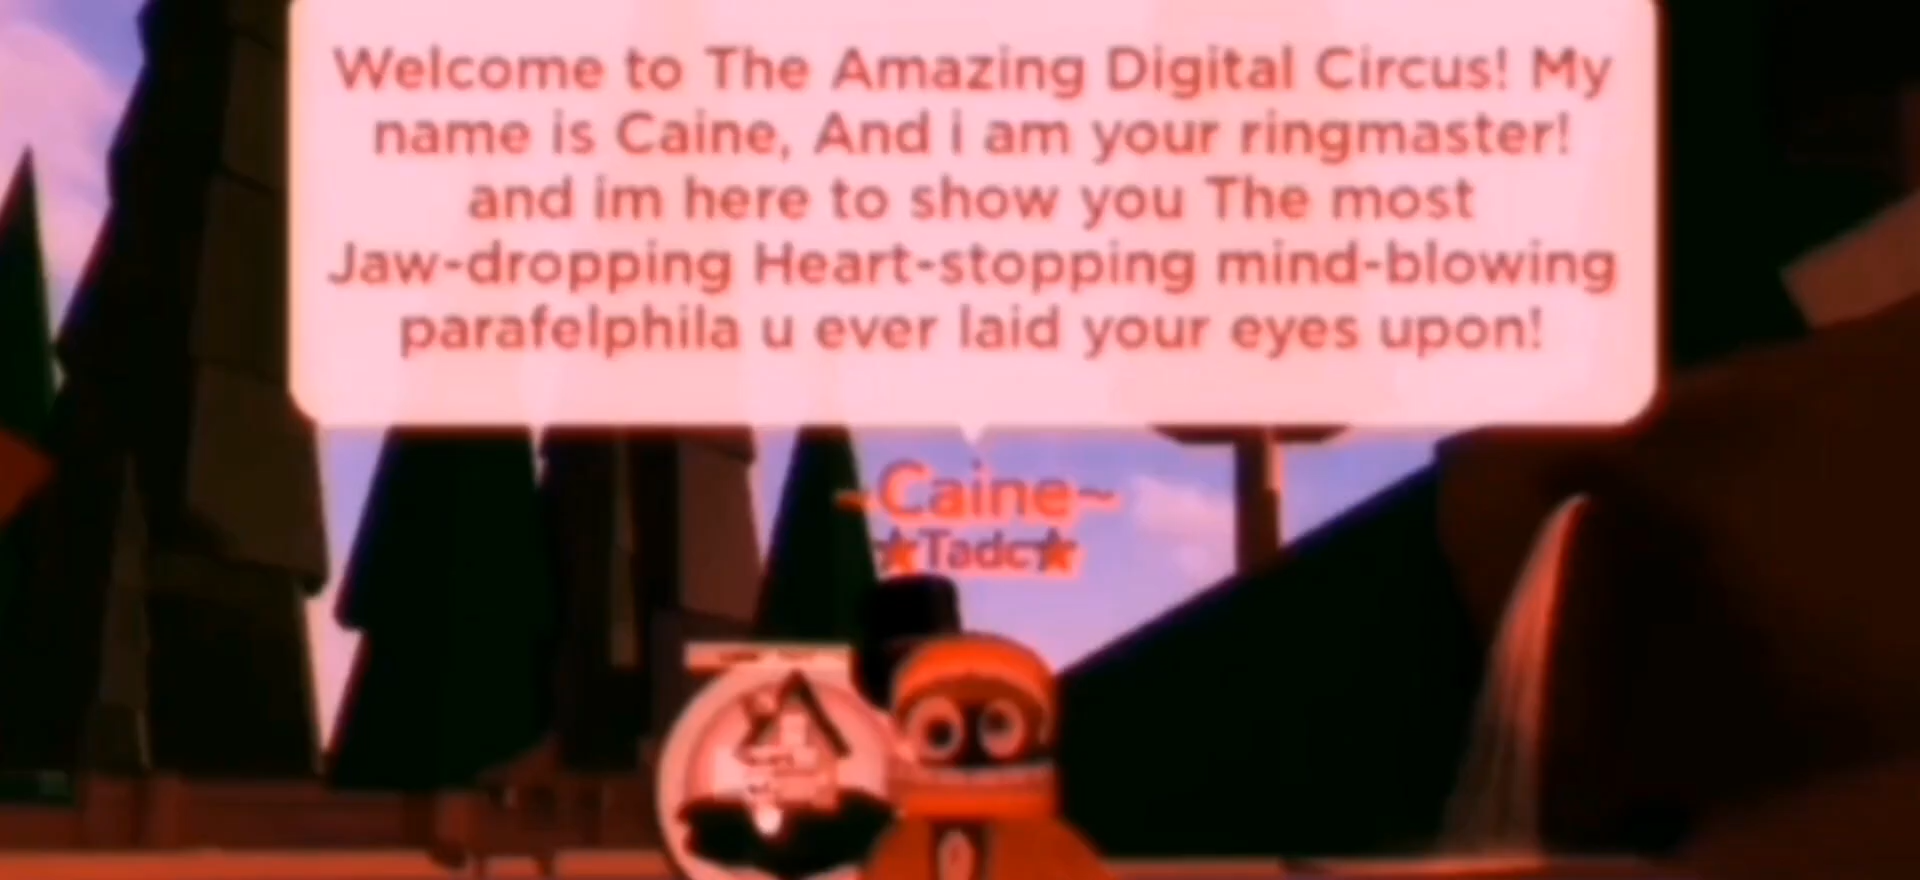 Welcome to The Amazing Digital Circus! My
name is Caine, And i am your ringmaster!
and im here to show you The most
Jaw-dropping Heart-stopping mind-blowing
parafelphila u ever laid your eyes upon!
~Caine~
★Tadc★